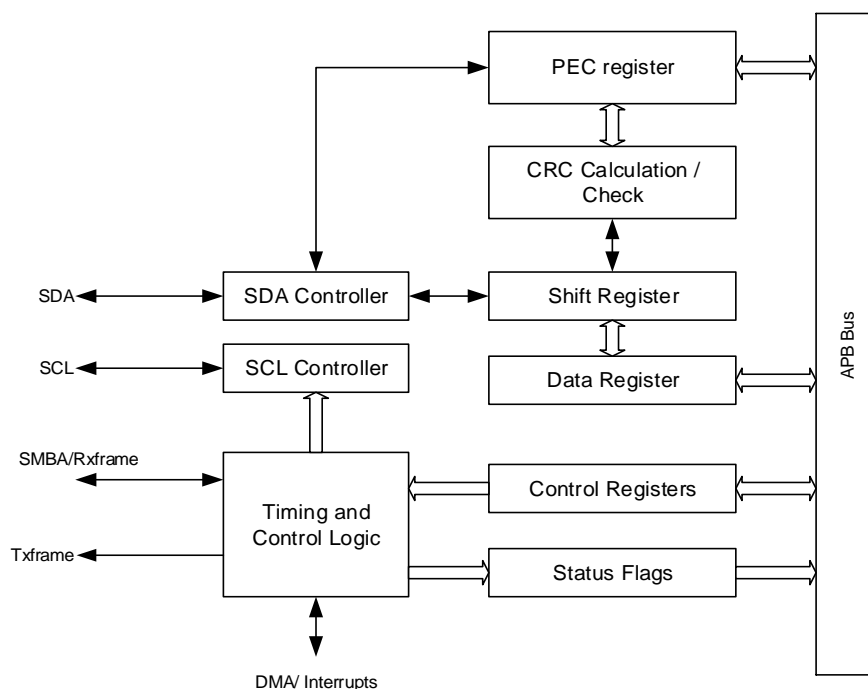 PEC register
CRC Calculation /
Check
SDA
SDA Controller
Shift Register
SCL
SCL Controller
Data Register
APB Bus
SMBA/Rxframe
Timing and
Control Logic
Control Registers
Txframe
Status Flags
DMA/ Interrupts